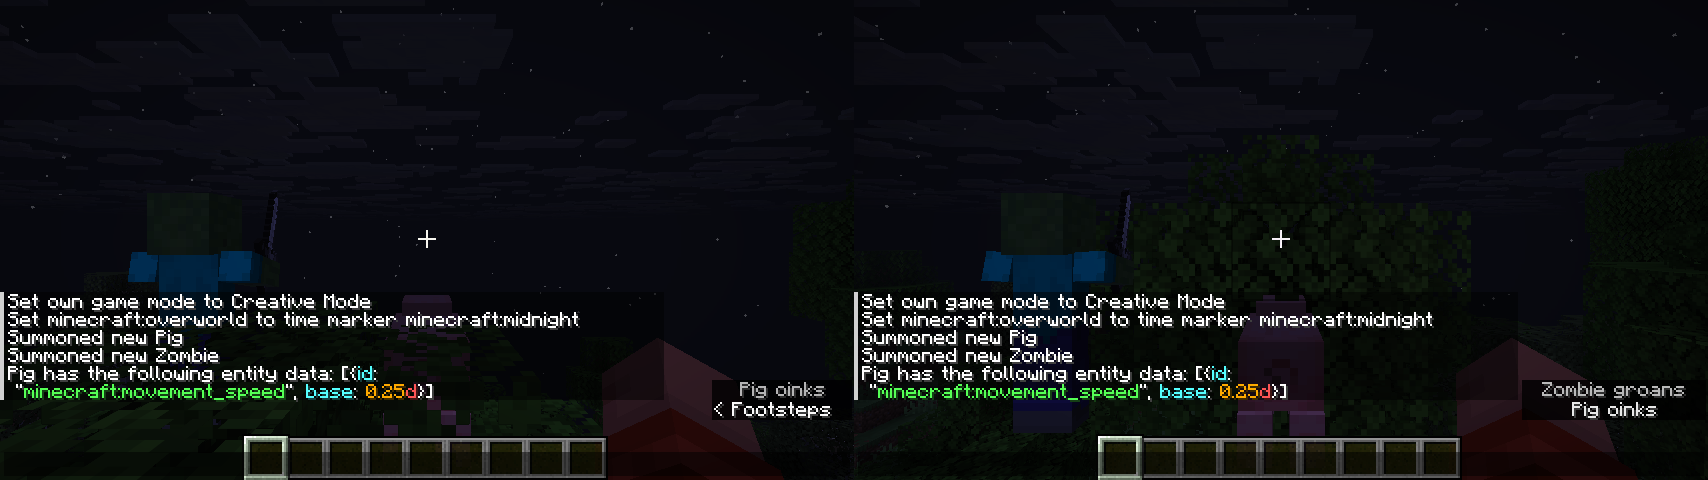 Set own game mode to Creative Mode
Set minecraft:overworld to time marker minecraft:midnight
Summoned new Pig
Summoned new Zombie
Pig has the following entity data: [{id:
"minecraft:movement_speed", base: 0.25d}]
Pig oinks
< Footsteps
Set own game mode to Creative Mode
Set minecraft:overworld to time marker minecraft:midnight
Summoned new Pig
Summoned new Zombie
Pig has the following entity data: [{id:
"minecraft:movement_speed", base: 0.25d}]
Zombie groans
Pig oinks